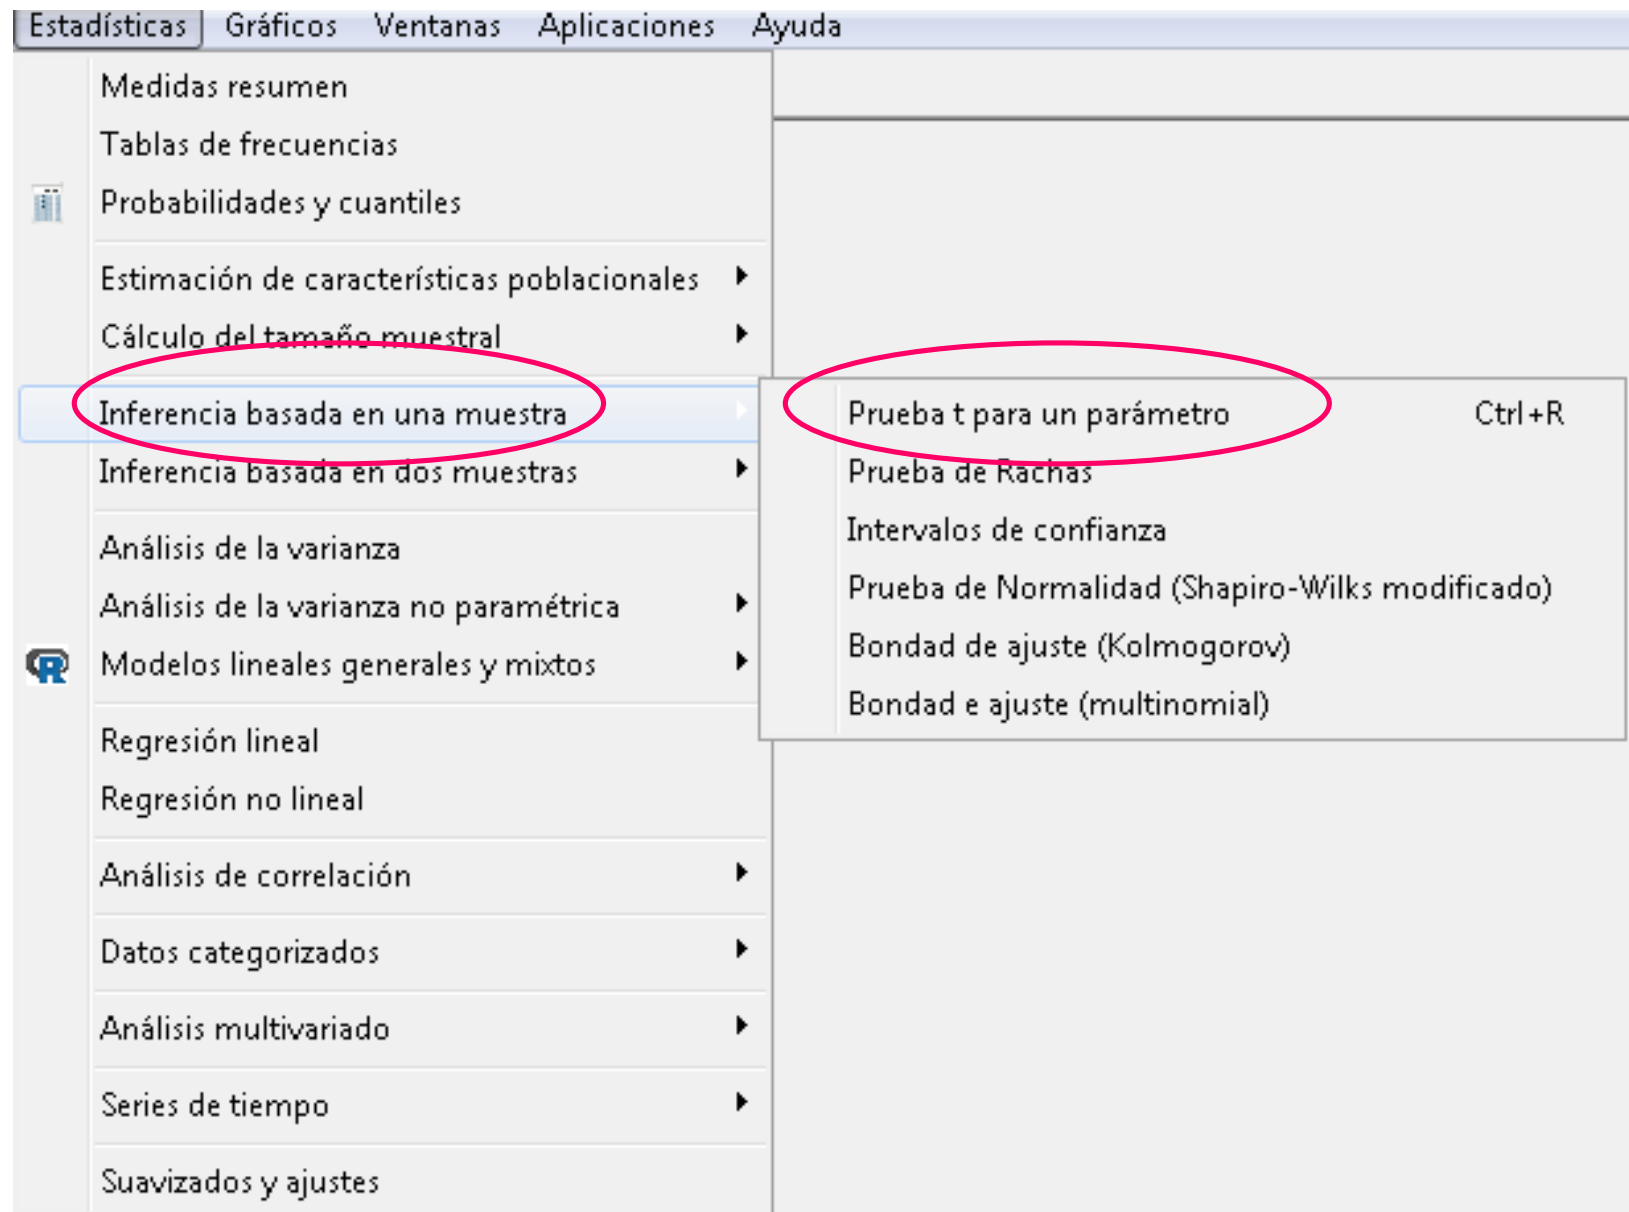 Estadísticas Gráficos Ventanas Aplicaciones Ayuda
Medidas resumen
Tablas de frecuencias
Probabilidades y cuantiles
Estimación de características poblacionales
Cálculo del tamaño muestral
Inferencia basada en una muestra
Inferencia basada en dos muestras
Análisis de la varianza
Análisis de la varianza no paramétrica
R Modelos lineales generales y mixtos
Regresión lineal
Regresión no lineal
Análisis de correlación
Datos categorizados
Análisis multivariado
Series de tiempo
Suavizados y ajustes
Prueba t para un parámetro Ctrl+R
Prueba de Rachas
Intervalos de confianza
Prueba de Normalidad (Shapiro-Wilks modificado)
Bondad de ajuste (Kolmogorov)
Bondad e ajuste (multinomial)